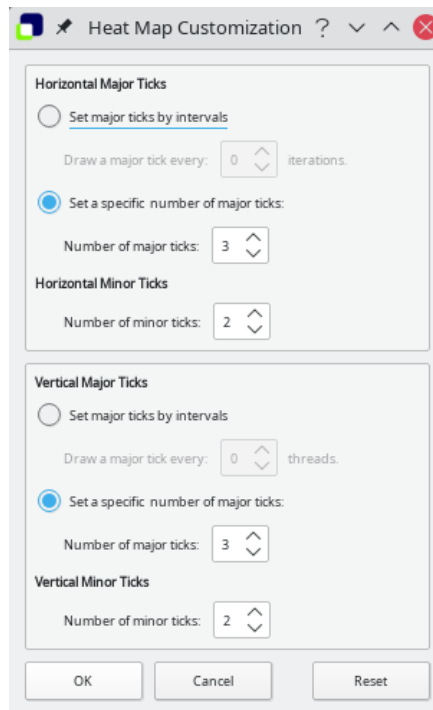 Heat Map Customization ?
Horizontal Major Ticks
Set major ticks by intervals
Draw a major tick every: 0 iterations.
Set a specific number of major ticks:
Number of major ticks: 3
Horizontal Minor Ticks
Number of minor ticks: 2
Vertical Major Ticks
Set major ticks by intervals
Draw a major tick every: 0 threads.
Set a specific number of major ticks:
Number of major ticks: 3
Vertical Minor Ticks
Number of minor ticks: 2
OK Cancel Reset